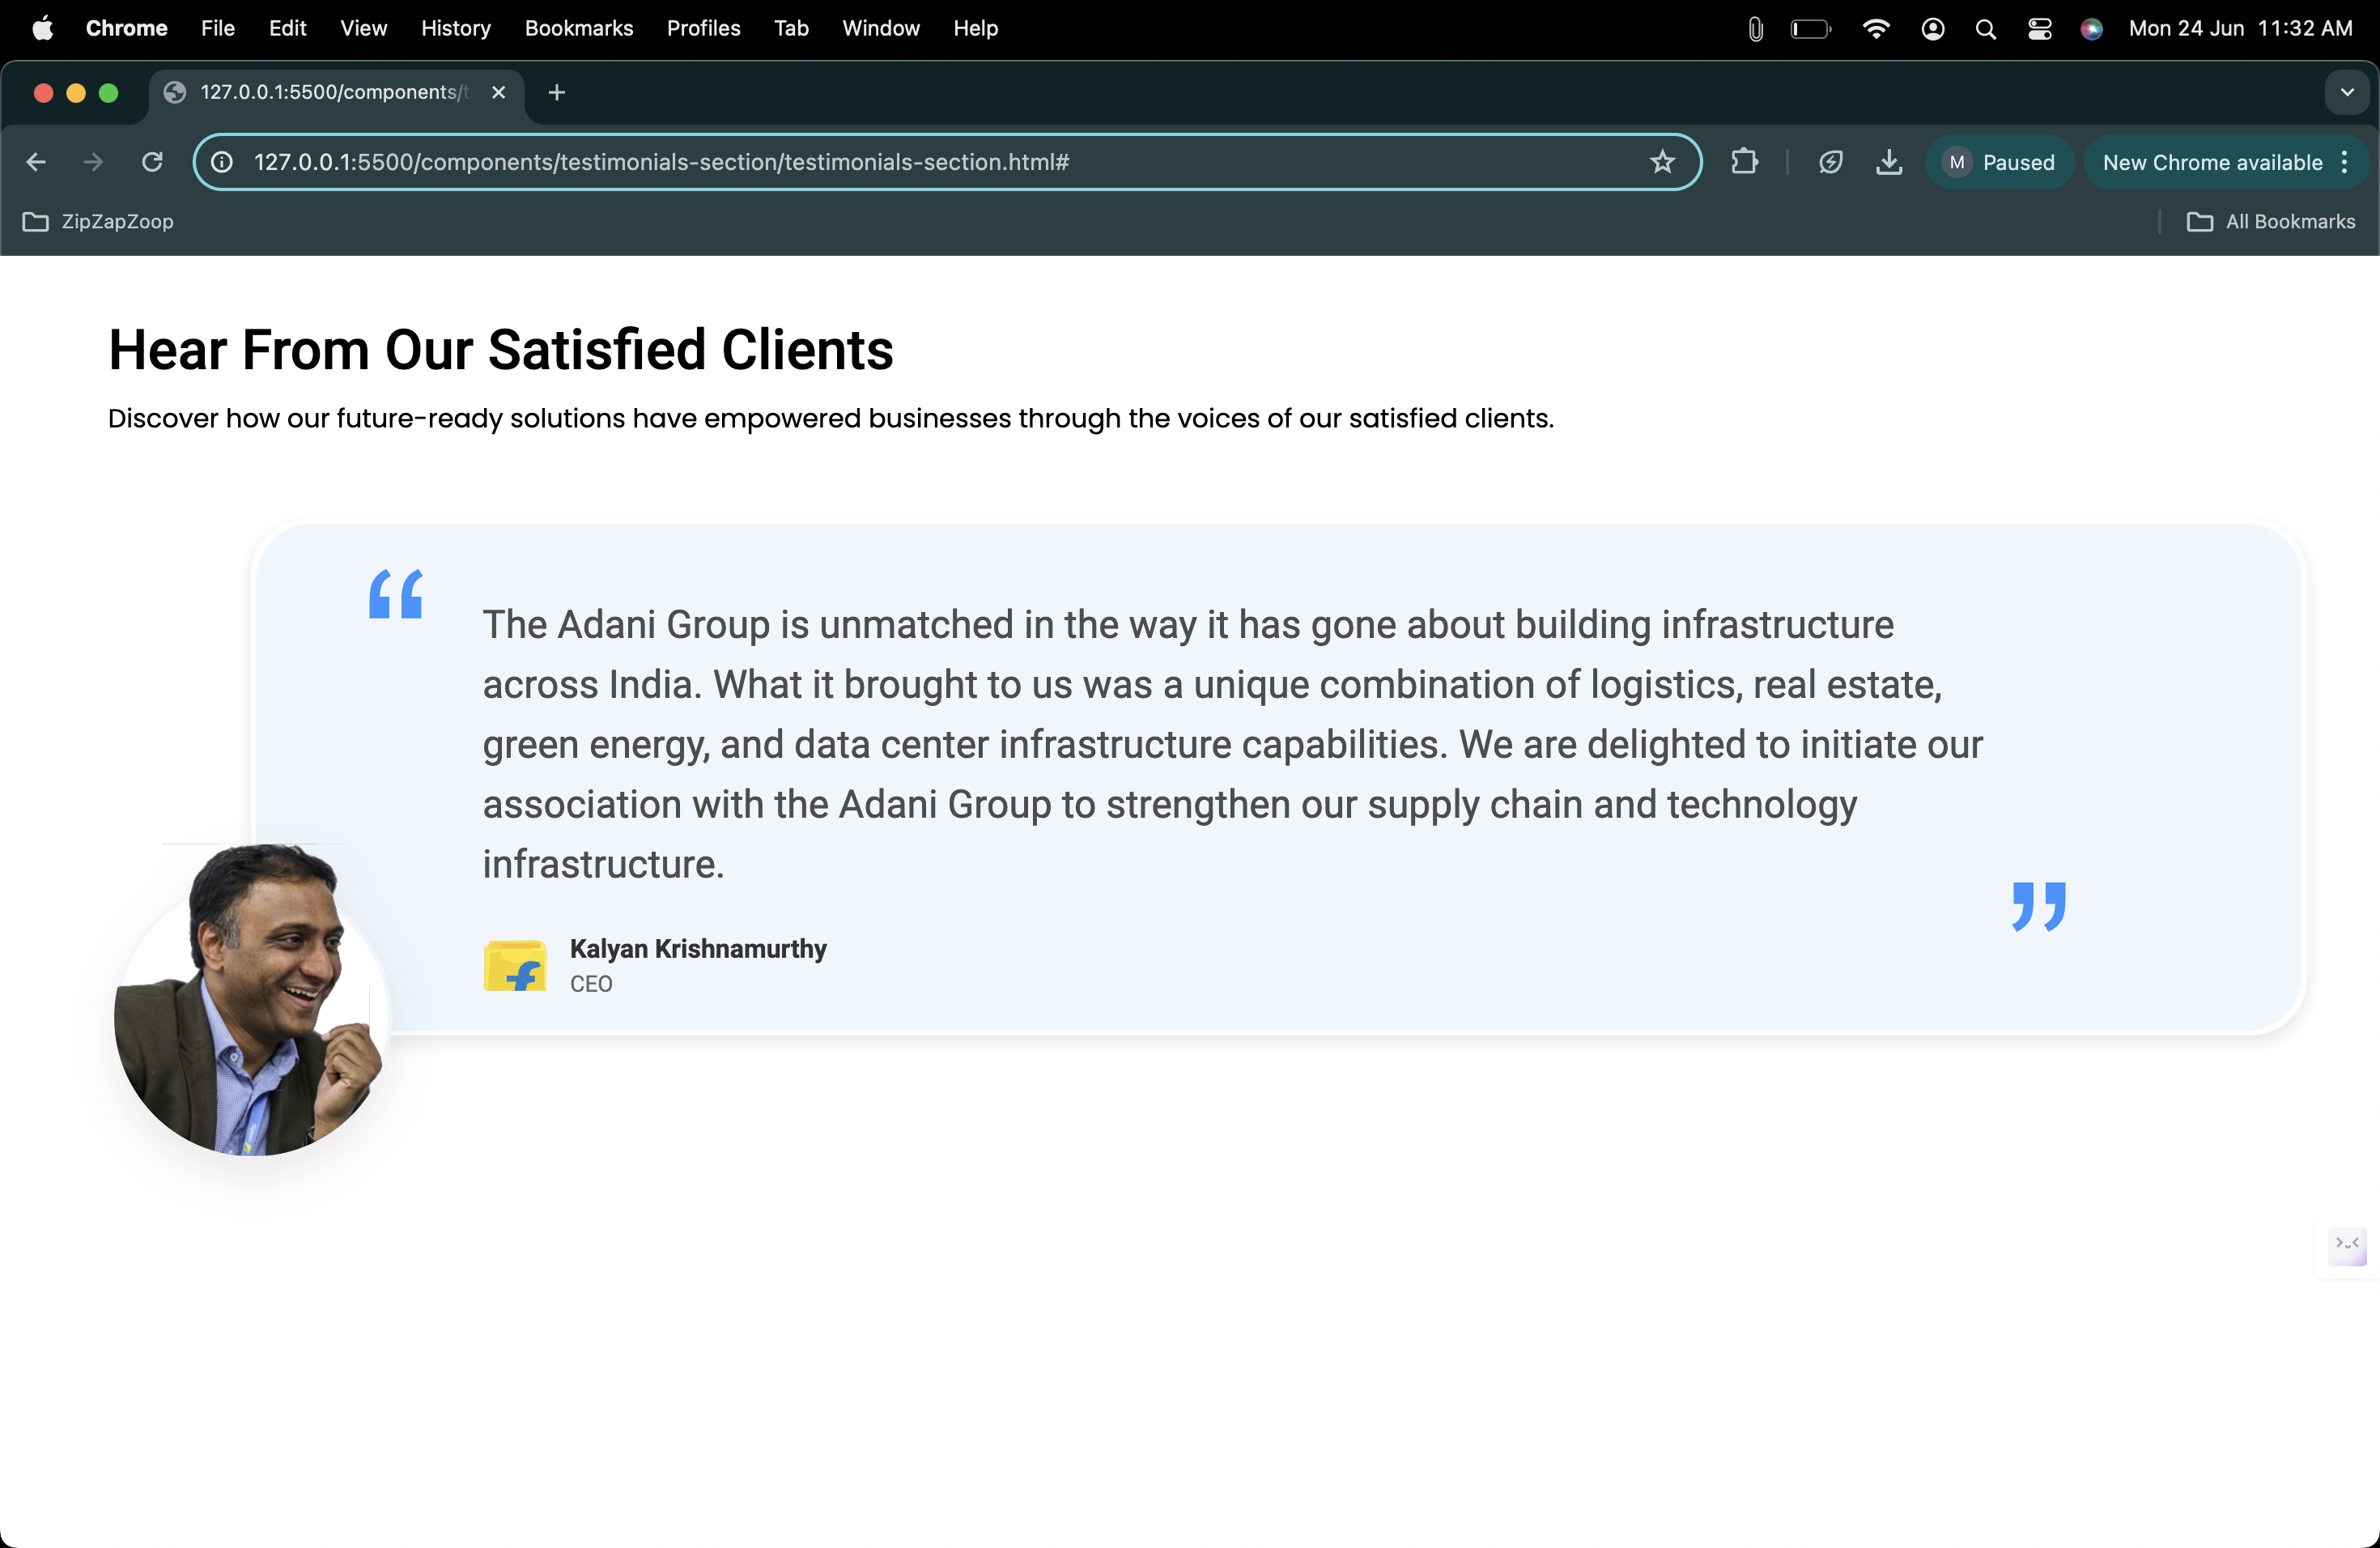 Chrome File Edit View History Bookmarks Profiles Tab Window Help Mon 24 Jun 11:32 AM
127.0.0.1:5500/components/t
127.0.0.1:5500/components/testimonials-section/testimonials-section.html# M Paused New Chrome available
ZipZapZoop All Bookmarks
Hear From Our Satisfied Clients
Discover how our future-ready solutions have empowered businesses through the voices of our satisfied clients.
“
The Adani Group is unmatched in the way it has gone about building infrastructure
across India. What it brought to us was a unique combination of logistics, real estate,
green energy, and data center infrastructure capabilities. We are delighted to initiate our
association with the Adani Group to strengthen our supply chain and technology
infrastructure.
”
Kalyan Krishnamurthy
CEO